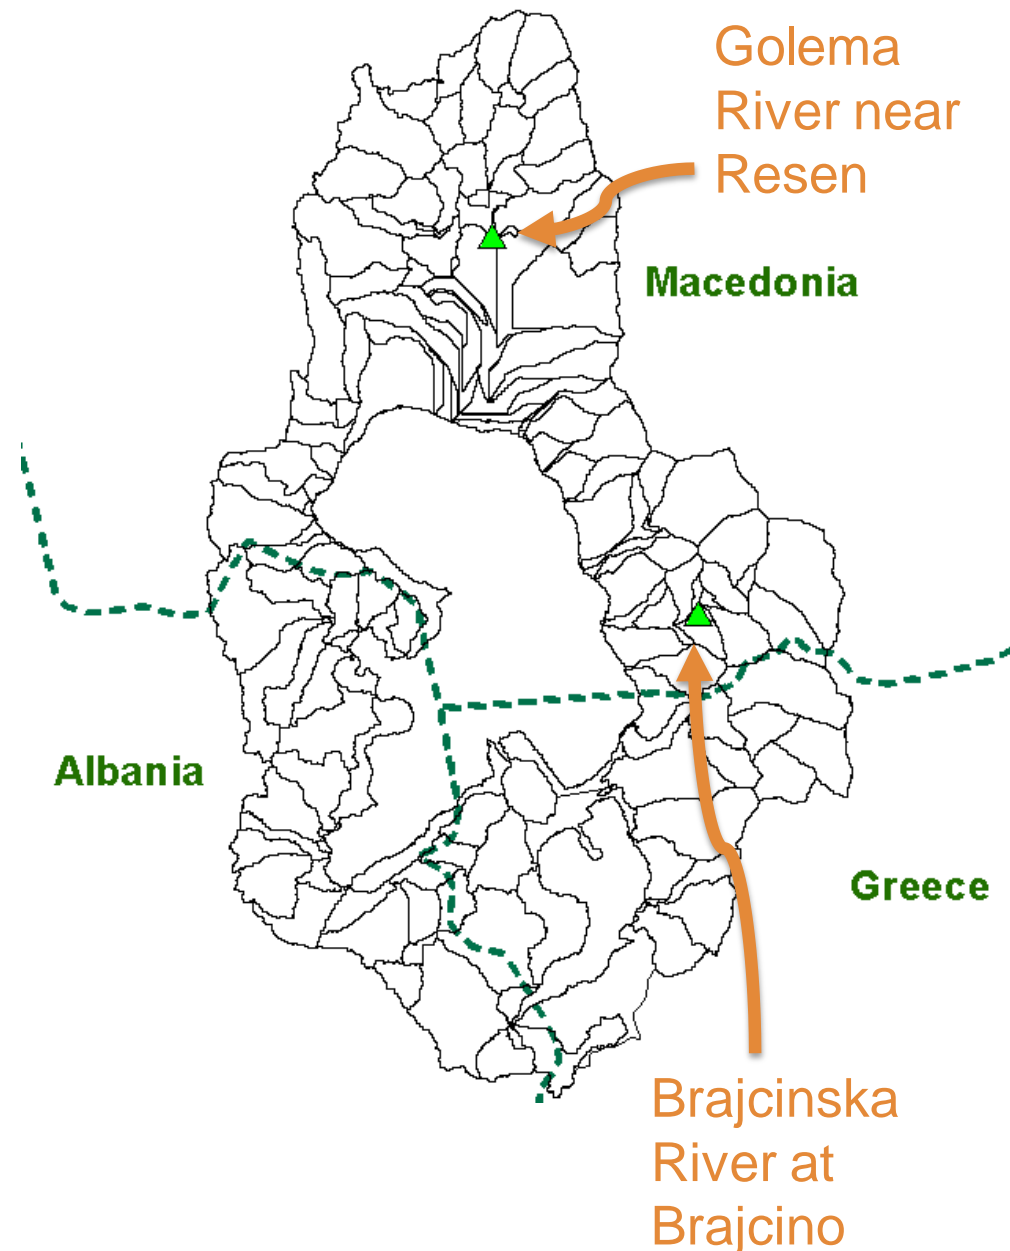 Golema
River near
Resen
Macedonia
Albania
Greece
Brajcinska
River at
Brajcino